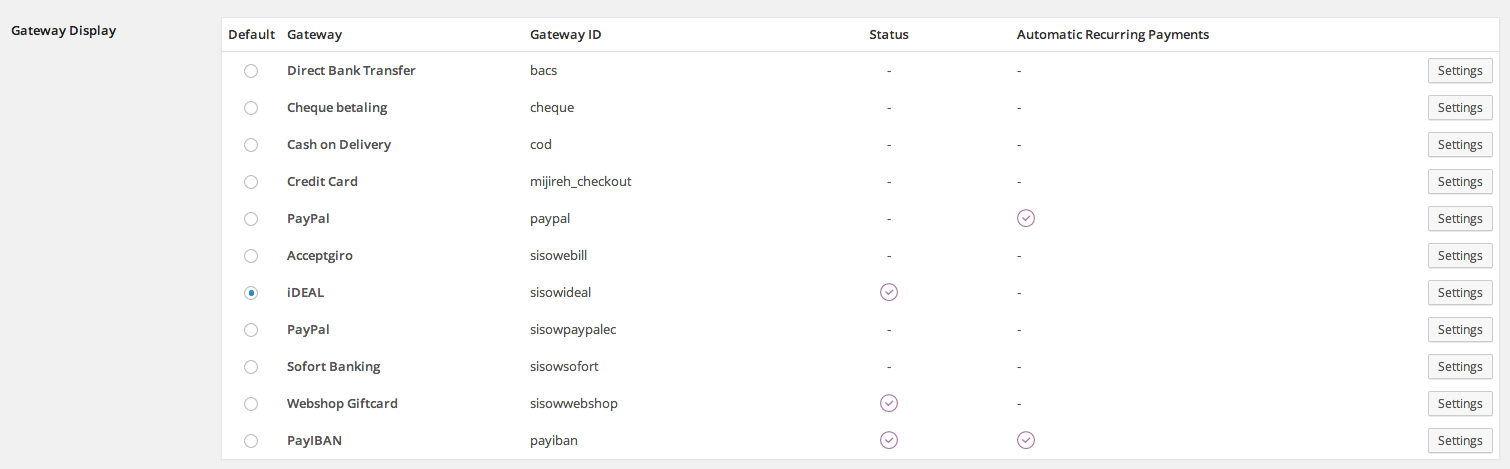 Gateway Display
Default Gateway Gateway ID Status Automatic Recurring Payments
Direct Bank Transfer bacs - - Settings
Cheque betaling cheque - - Settings
Cash on Delivery cod - - Settings
Credit Card mijireh_checkout - - Settings
PayPal paypal - Settings
Acceptgiro sisowebill - - Settings
iDEAL sisowideal - Settings
PayPal sisowpaypalec - - Settings
Sofort Banking sisowsofort - - Settings
Webshop Giftcard sisowwebshop - Settings
PayIBAN payiban Settings